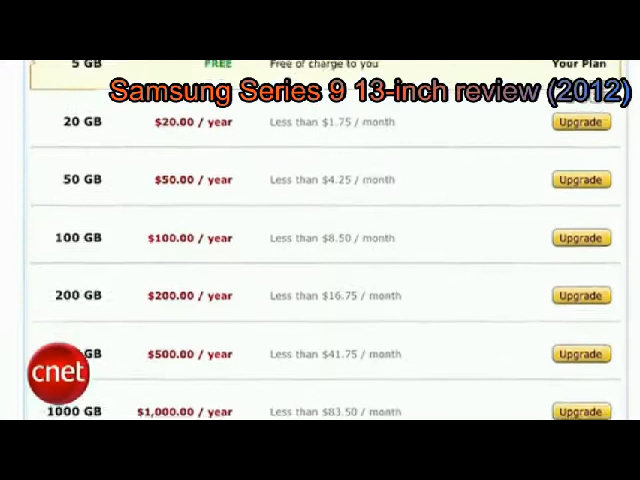 5 GB FREE Free of charge to you Your Plan
Samsung Series 9 13-inch review (2012)
20 GB $20.00 / year Less than $1.75 / month Upgrade
50 GB $50.00 / year Less than $4.25 / month Upgrade
100 GB $100.00 / year Less than $8.50 / month Upgrade
200 GB $200.00 / year Less than $16.75 / month Upgrade
GB $500.00 / year Less than $41.75 / month Upgrade
cnet
1000 GB $1,000.00 / year Less than $83.50 / month Upgrade